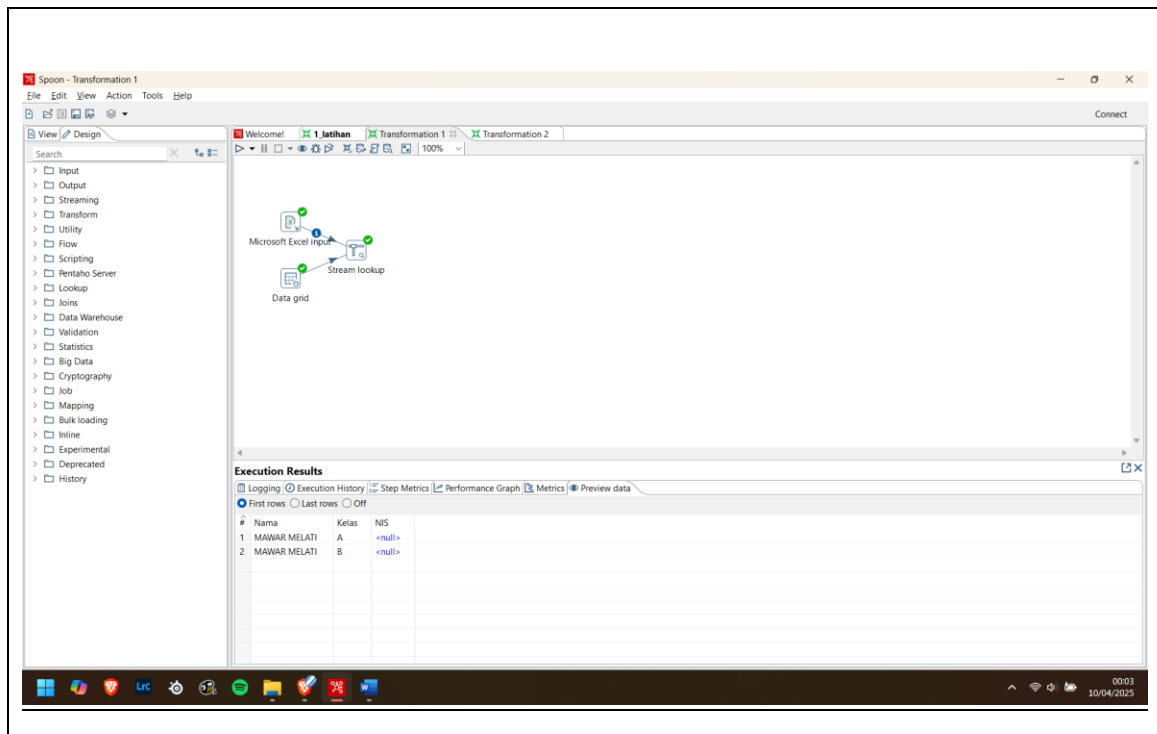 Spoon - Transformation 1
File Edit View Action Tools Help
Connect
View Design
Search
Input
Output
Streaming
Transform
Utility
Flow
Scripting
Pentaho Server
Lookup
Joins
Data Warehouse
Validation
Statistics
Big Data
Cryptography
Job
Mapping
Bulk loading
Inline
Experimental
Deprecated
History
Welcome! 1_latihan Transformation 1 Transformation 2
100%
Microsoft Excel input
Stream lookup
Data grid
Execution Results
Logging Execution History Step Metrics Performance Graph Metrics Preview data
First rows Last rows Off
# Nama Kelas NIS
1 MAWAR MELATI A <null>
2 MAWAR MELATI B <null>
LrC
00:03
10/04/2025